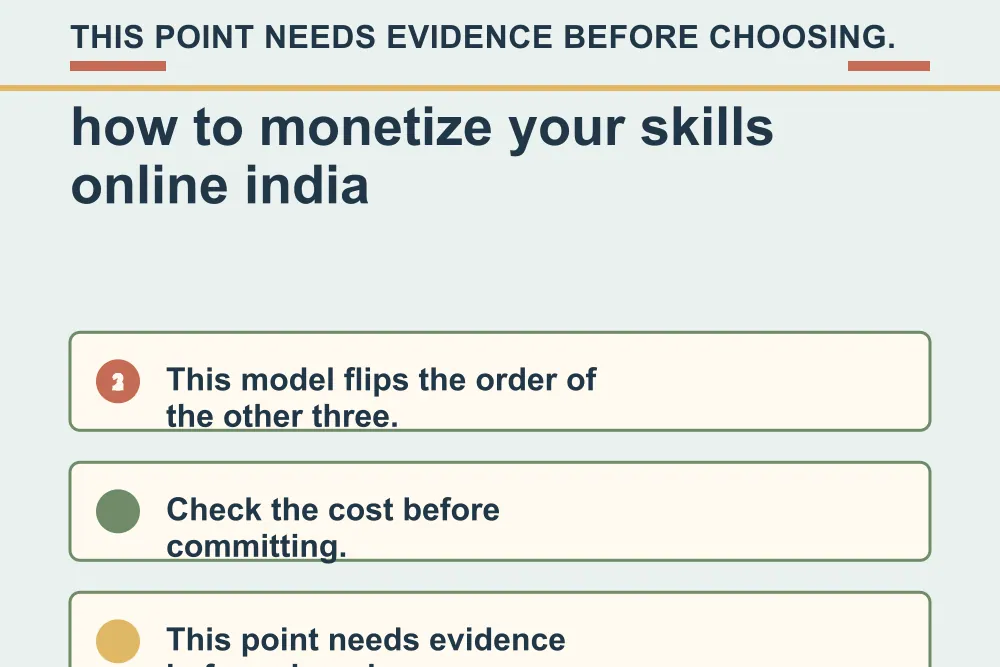 THIS POINT NEEDS EVIDENCE BEFORE CHOOSING.
how to monetize your skills
online india
This model flips the order of
the other three.
Check the cost before
committing.
This point needs evidence